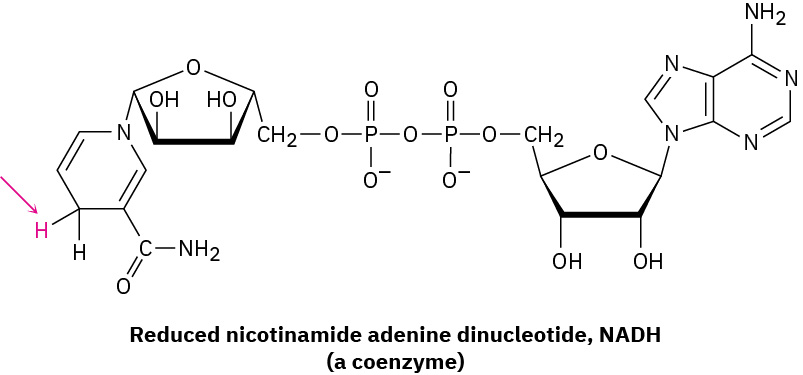 NH2
N
N
N
N
O
OH HO
N
CH2—O—P—O—P—O—CH2
O
O
O−
O−
O
H
H
C—NH2
O
OH
OH
Reduced nicotinamide adenine dinucleotide, NADH
(a coenzyme)